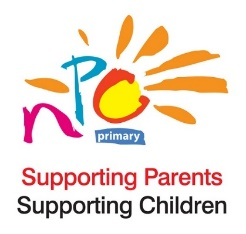 nPC
primary
Supporting Parents
Supporting Children